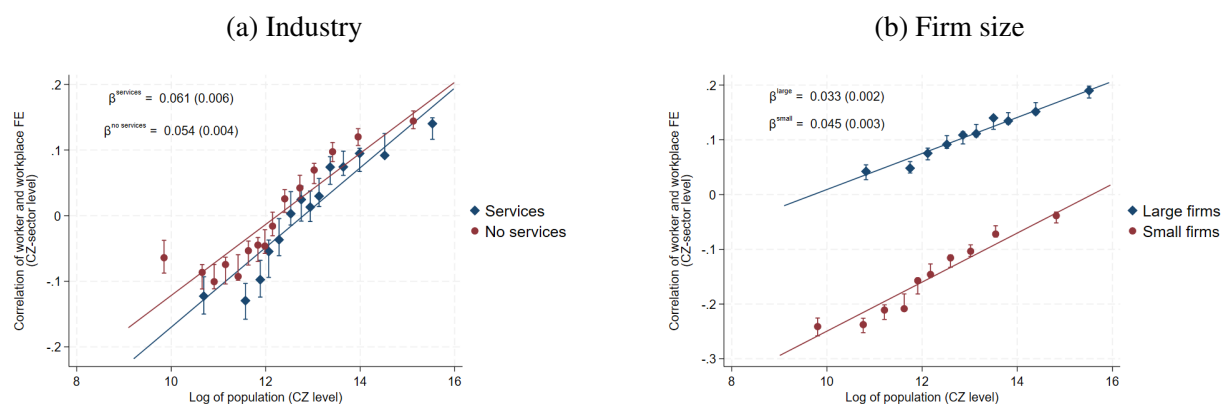 (a) Industry
Correlation of worker and workplace FE
(CZ-sector level)
.2
.1
0
-.1
-.2
β^services = 0.061 (0.006)
β^no services = 0.054 (0.004)
8
10
12
14
16
Log of population (CZ level)
Services
No services
(b) Firm size
Correlation of worker and workplace FE
(CZ-sector level)
.2
.1
0
-.1
-.2
-.3
β^large = 0.033 (0.002)
β^small = 0.045 (0.003)
8
10
12
14
16
Log of population (CZ level)
Large firms
Small firms